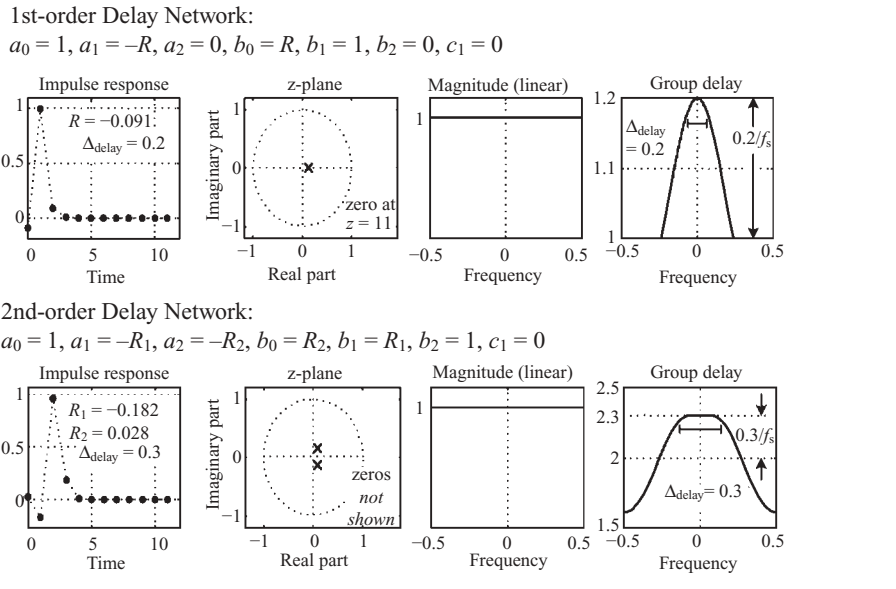 1st-order Delay Network:
a₀ = 1, a₁ = –R, a₂ = 0, b₀ = R, b₁ = 1, b₂ = 0, c₁ = 0
Impulse response
1
0.5
0
R = −0.091
Δdelay = 0.2
0 5 10
Time
z-plane
Imaginary part
1
0
−1
zero at
z = 11
−1 0 1
Real part
Magnitude (linear)
1
−0.5 0 0.5
Frequency
Group delay
1.2
1.1
1
Δdelay
= 0.2
0.2/fs
−0.5 0 0.5
Frequency
2nd-order Delay Network:
a₀ = 1, a₁ = –R₁, a₂ = –R₂, b₀ = R₂, b₁ = R₁, b₂ = 1, c₁ = 0
Impulse response
1
0.5
0
R₁ = −0.182
R₂ = 0.028
Δdelay = 0.3
0 5 10
Time
z-plane
Imaginary part
1
0
−1
zeros
not
shown
−1 0 1
Real part
Magnitude (linear)
1
−0.5 0 0.5
Frequency
Group delay
2.5
2.3
2
1.5
0.3/fs
Δdelay = 0.3
−0.5 0 0.5
Frequency